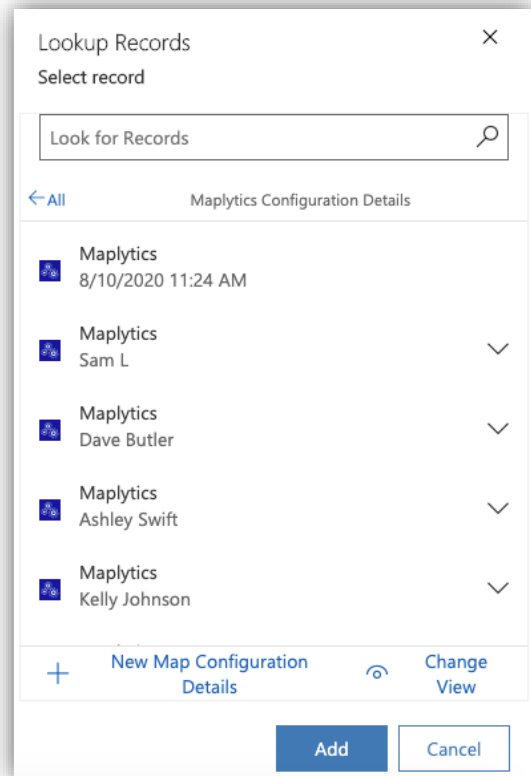 Lookup Records
Select record
Look for Records
All
Maplytics Configuration Details
Maplytics
8/10/2020 11:24 AM
Maplytics
Sam L
Maplytics
Dave Butler
Maplytics
Ashley Swift
Maplytics
Kelly Johnson
New Map Configuration
Details
Change
View
Add
Cancel